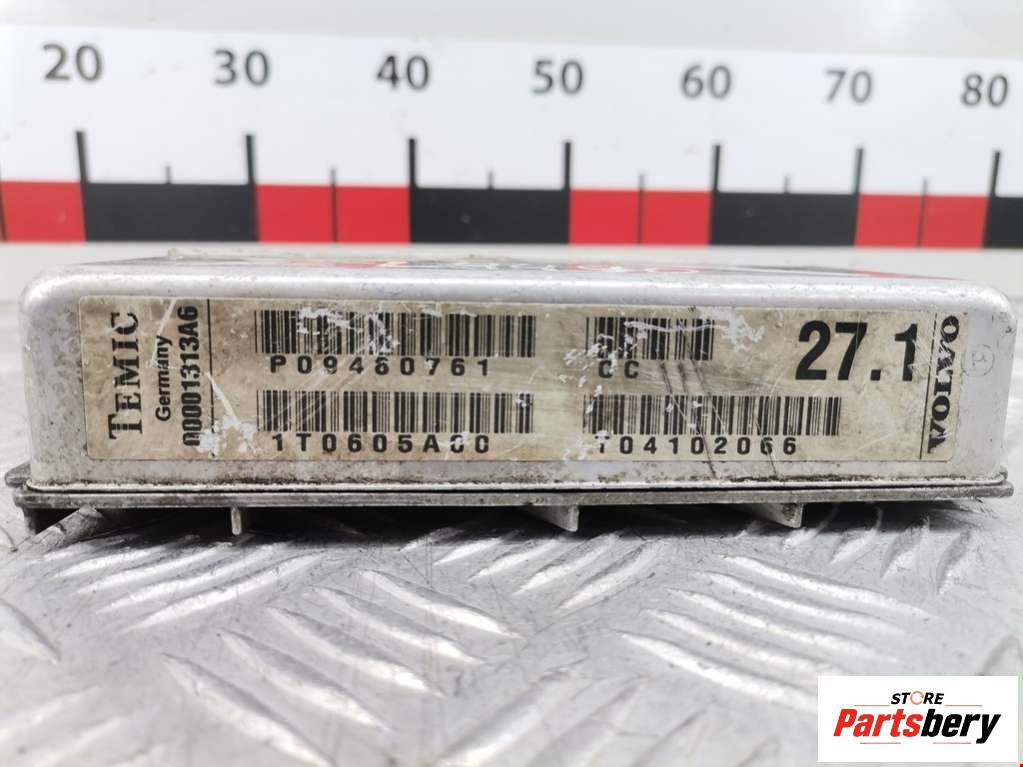 20 30 40 50 60 70 80
TEMIC
Germany
00001313A6
P09460761
CC
27.1
VOLVO
1T0605A00
T04102066
STORE
Partsbery